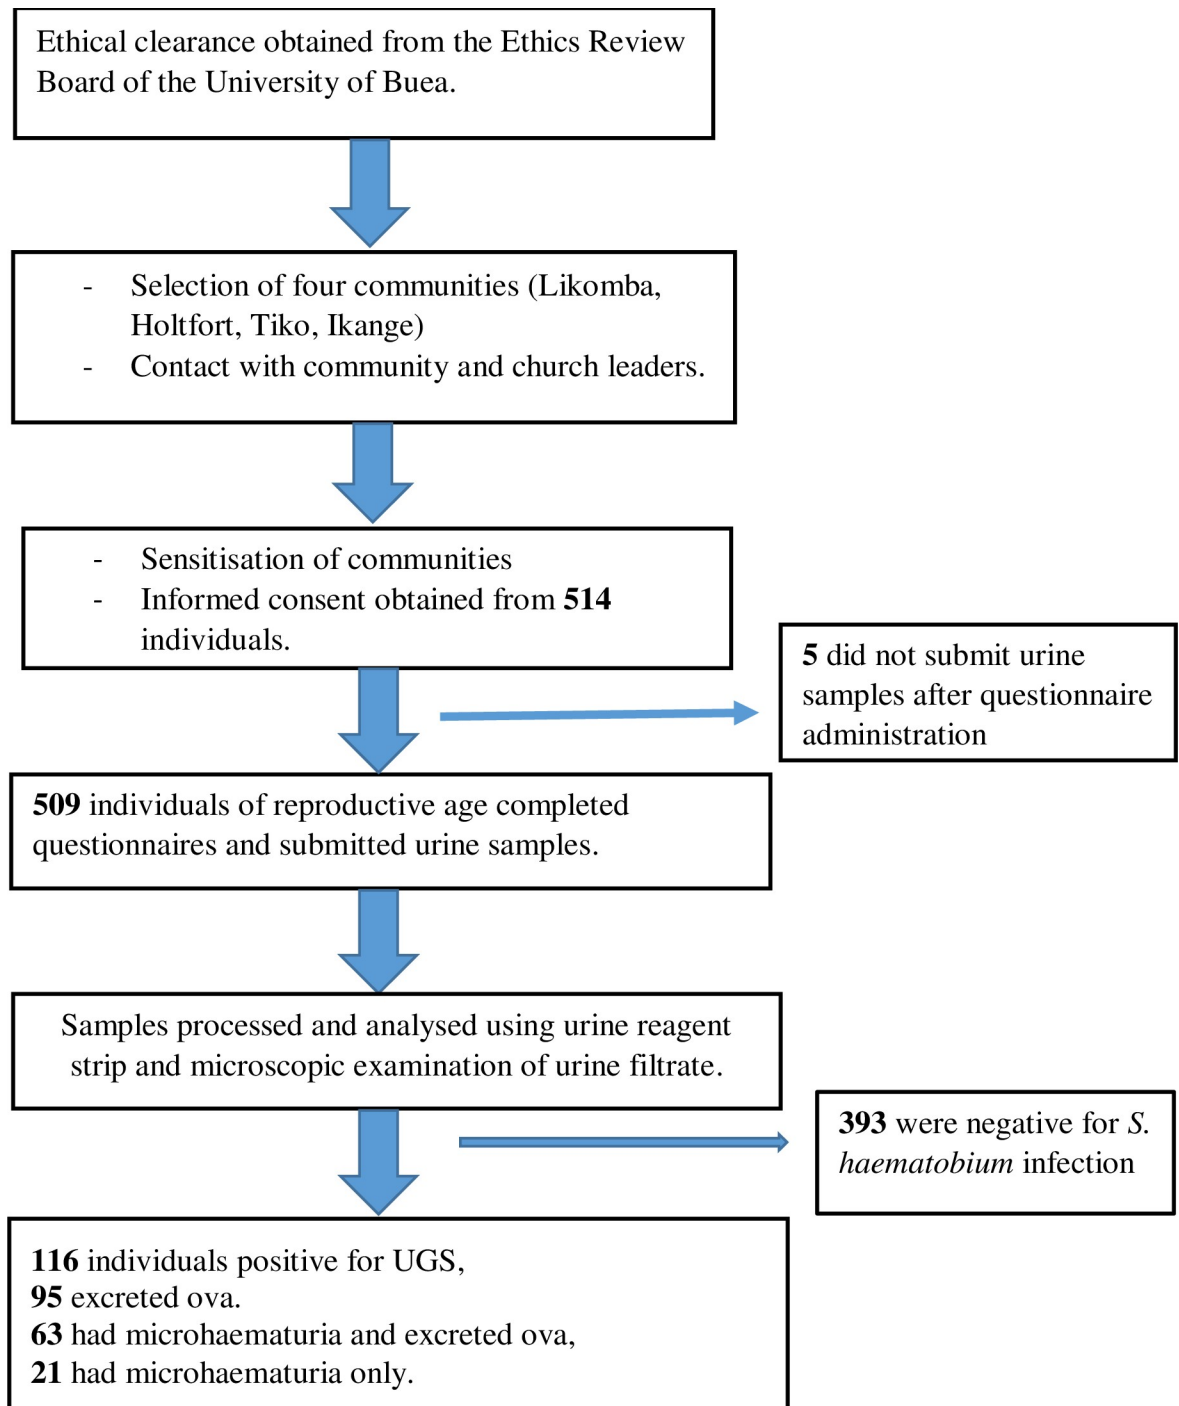 Ethical clearance obtained from the Ethics Review
Board of the University of Buea.
- Selection of four communities (Likomba,
Holtfort, Tiko, Ikange)
- Contact with community and church leaders.
- Sensitisation of communities
- Informed consent obtained from 514
individuals.
5 did not submit urine
samples after questionnaire
administration
509 individuals of reproductive age completed
questionnaires and submitted urine samples.
Samples processed and analysed using urine reagent
strip and microscopic examination of urine filtrate.
393 were negative for S.
haematobium infection
116 individuals positive for UGS,
95 excreted ova.
63 had microhaematuria and excreted ova,
21 had microhaematuria only.